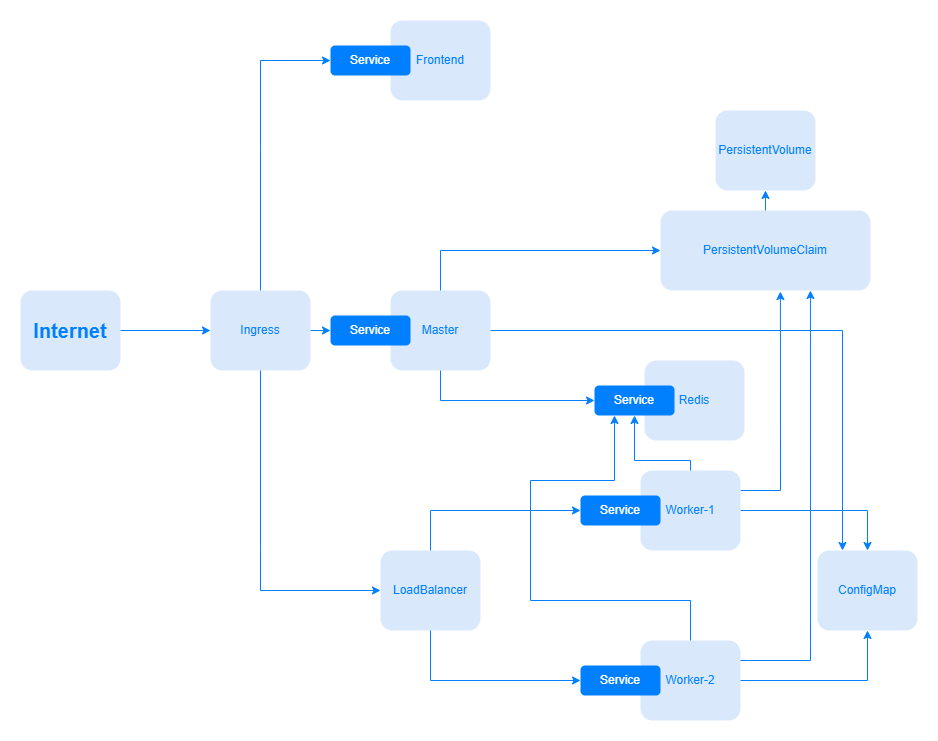 Service
Frontend
PersistentVolume
PersistentVolumeClaim
Internet
Ingress
Service
Master
Service
Redis
Service
Worker-1
LoadBalancer
ConfigMap
Service
Worker-2